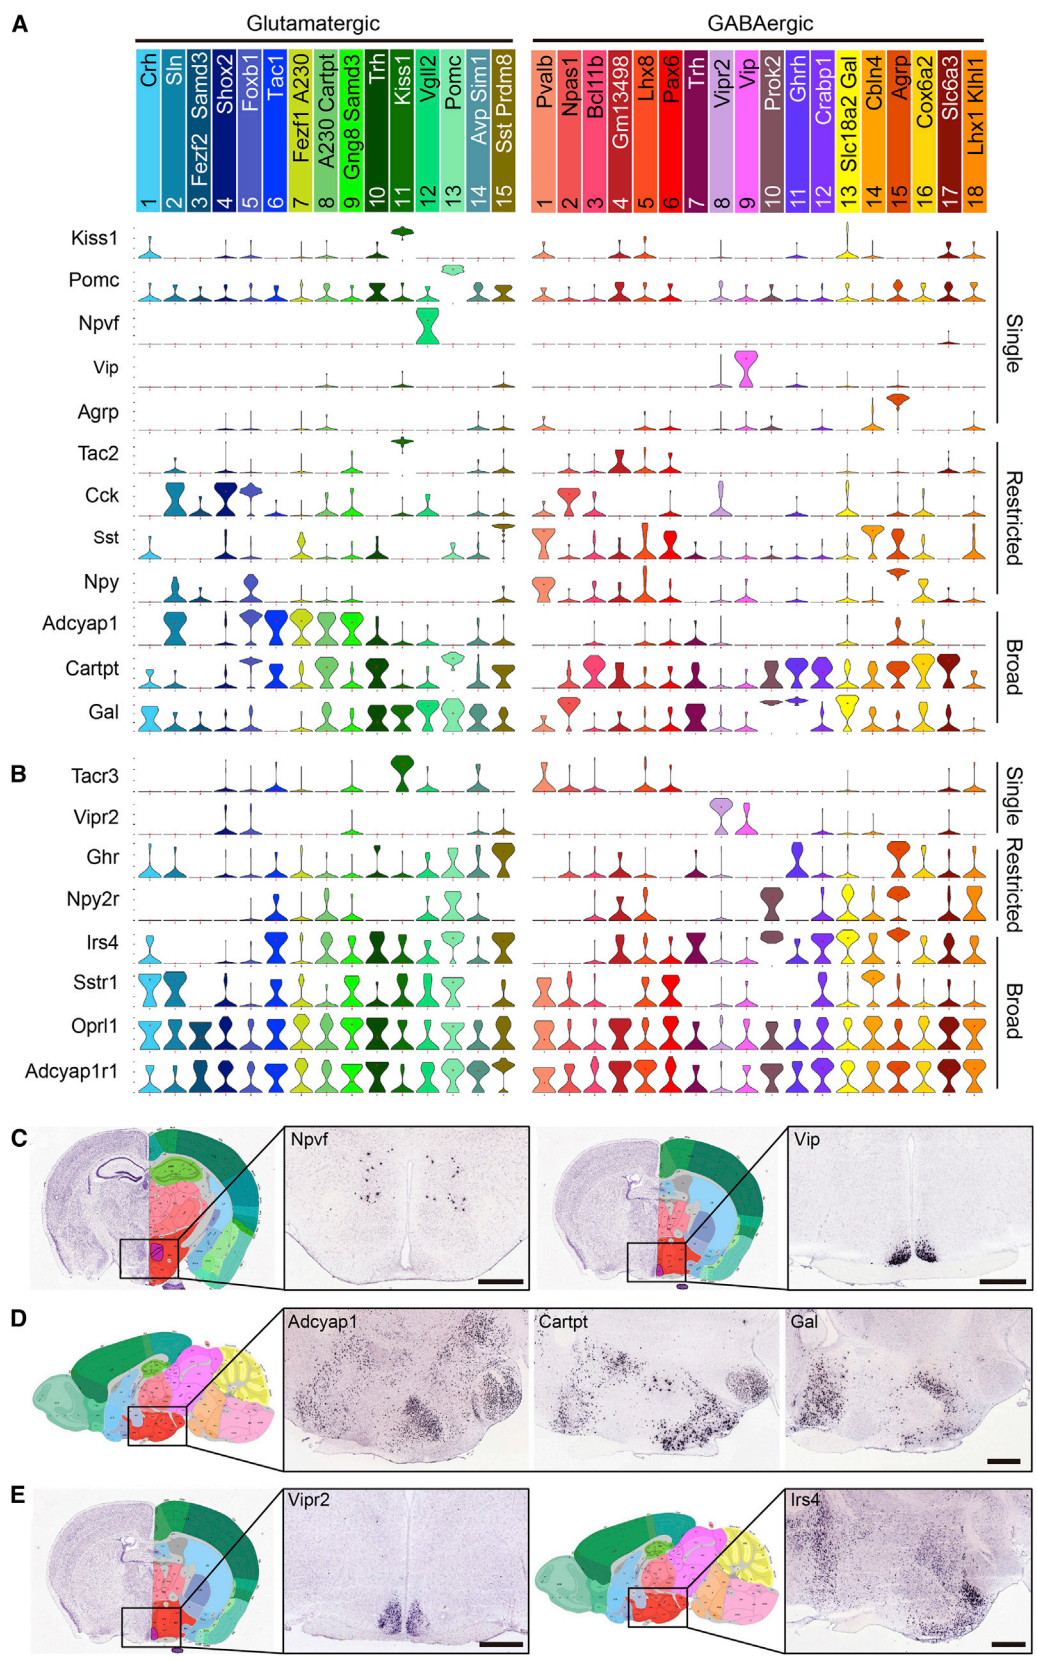 A
Glutamatergic
GABAergic
1 Crh
2 Sln
3 Fezf2 Samd3
4 Shox2
5 Foxb1
6 Tac1
7 Fezf1 A230
8 A230 Cartpt
9 Gng8 Samd3
10 Trh
11 Kiss1
12 Vgll2
13 Pomc
14 Avp Sim1
15 Sst Prdm8
1 Pvalb
2 Npas1
3 Bcl11b
4 Gm13498
5 Lhx8
6 Pax6
7 Trh
8 Vipr2
9 Vip
10 Prok2
11 Ghrh
12 Crabp1
13 Slc18a2 Gal
14 Cbln4
15 Agrp
16 Cox6a2
17 Slc6a3
18 Lhx1 Klhl1
Kiss1
Pomc
Npvf
Vip
Agrp
Single
Tac2
Cck
Sst
Npy
Restricted
Adcyap1
Cartpt
Gal
Broad
B
Tacr3
Vipr2
Single
Ghr
Npy2r
Restricted
Irs4
Sstr1
Oprl1
Adcyap1r1
Broad
C
Npvf
Vip
D
Adcyap1
Cartpt
Gal
E
Vipr2
Irs4